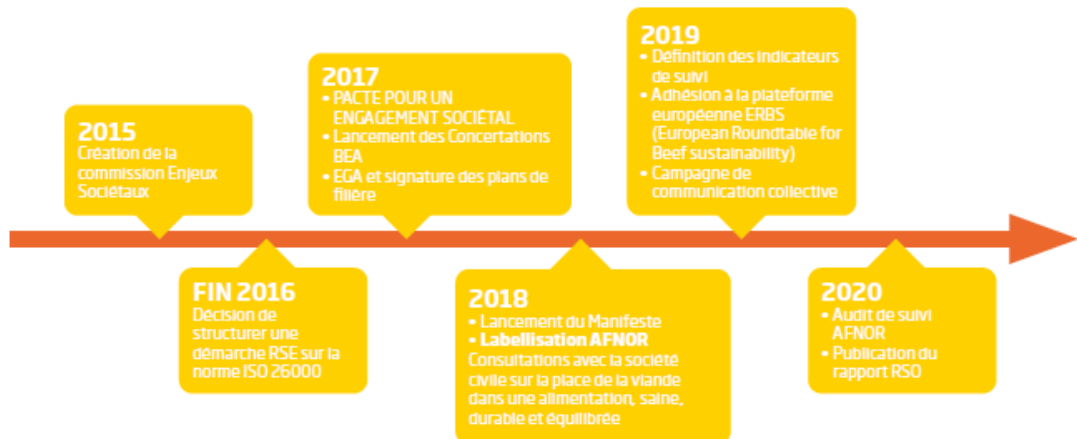 2015
Création de la
commission Enjeux
Sociétaux
FIN 2016
Décision de
structurer une
démarche RSE sur la
norme ISO 26000
2017
• PACTE POUR UN
ENGAGEMENT SOCIÉTAL
• Lancement des Concertations
BEA
• EGA et signature des plans de
filière
2018
• Lancement du Manifeste
• Labellisation AFNOR
Consultations avec la société
civile sur la place de la viande
dans une alimentation, saine,
durable et équilibrée
2019
• Définition des indicateurs
de suivi
• Adhésion à la plateforme
européenne ERBS
(European Roundtable for
Beef sustainability)
• Campagne de
communication collective
2020
• Audit de suivi
AFNOR
• Publication du
rapport RSO